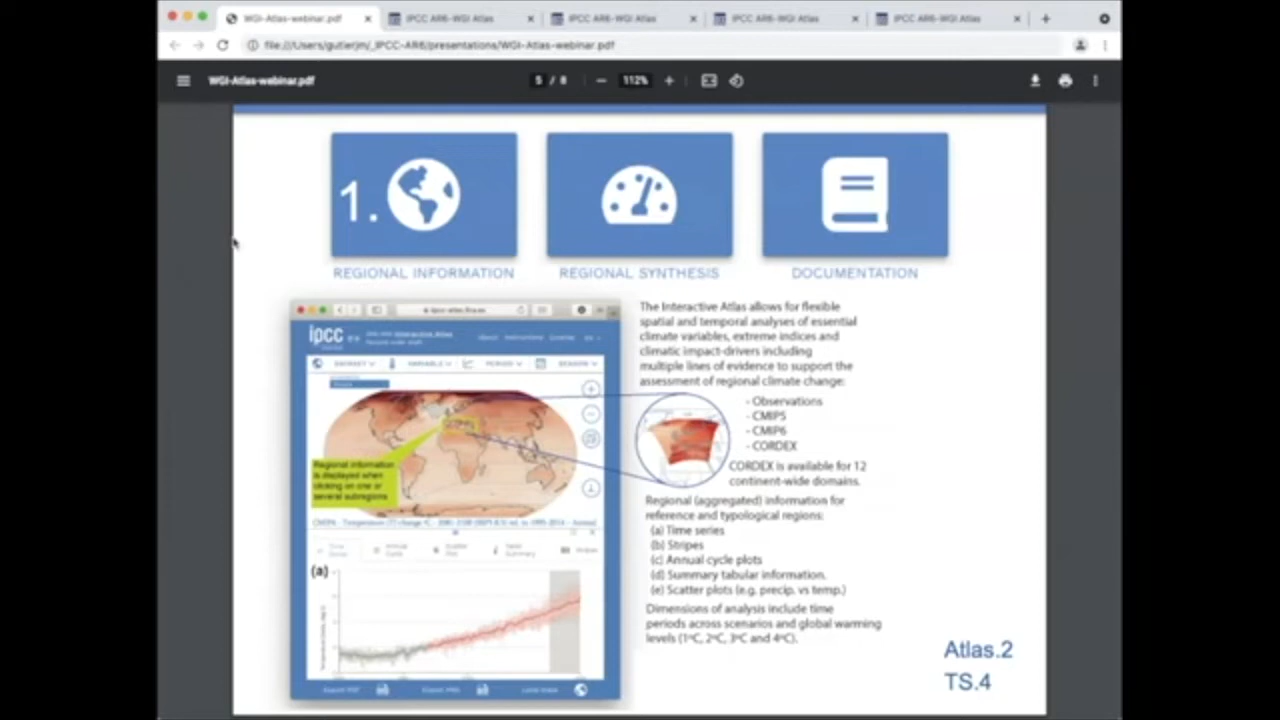 WGI-Atlas-webinar.pdf
IPCC AR6-WGI Atlas
IPCC AR6-WGI Atlas
IPCC AR6-WGI Atlas
IPCC AR6-WGI Atlas
file:///Users/gutierjm/_IPCC-AR6/presentations/WGI-Atlas-webinar.pdf
WGI-Atlas-webinar.pdf
5 / 8
112%
1.
REGIONAL INFORMATION
REGIONAL SYNTHESIS
DOCUMENTATION
The Interactive Atlas allows for flexible
spatial and temporal analyses of essential
climate variables, extreme indices and
climatic impact-drivers including
multiple lines of evidence to support the
assessment of regional climate change:
- Observations
- CMIP5
- CMIP6
- CORDEX
CORDEX is available for 12
continent-wide domains.
Regional (aggregated) information for
reference and typological regions:
(a) Time series
(b) Stripes
(c) Annual cycle plots
(d) Summary tabular information.
(e) Scatter plots (e.g. precip. vs temp.)
Dimensions of analysis include time
periods across scenarios and global warming
levels (1ºC, 2ºC, 3ºC and 4ºC).
Atlas.2
TS.4
ipcc
DATASET
VARIABLE
PERIOD
SEASON
Regional information
is displayed when
clicking on one or
several subregions
(a)